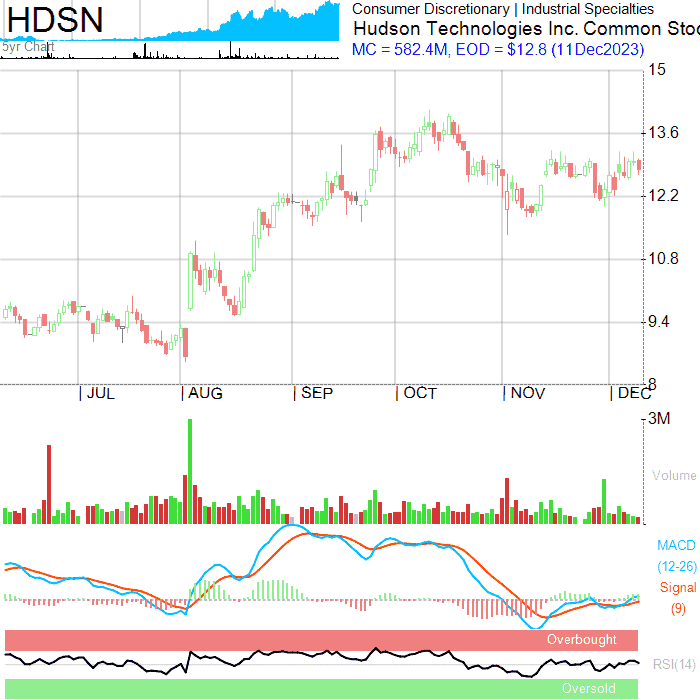 HDSN
5yr Chart
Consumer Discretionary | Industrial Specialties
Hudson Technologies Inc. Common Stoc
MC = 582.4M, EOD = $12.8 (11Dec2023)
15
13.6
12.2
10.8
9.4
8
| JUL | AUG | SEP | OCT | NOV | DEC
3M
Volume
MACD
(12-26)
Signal
(9)
Overbought
RSI(14)
Oversold